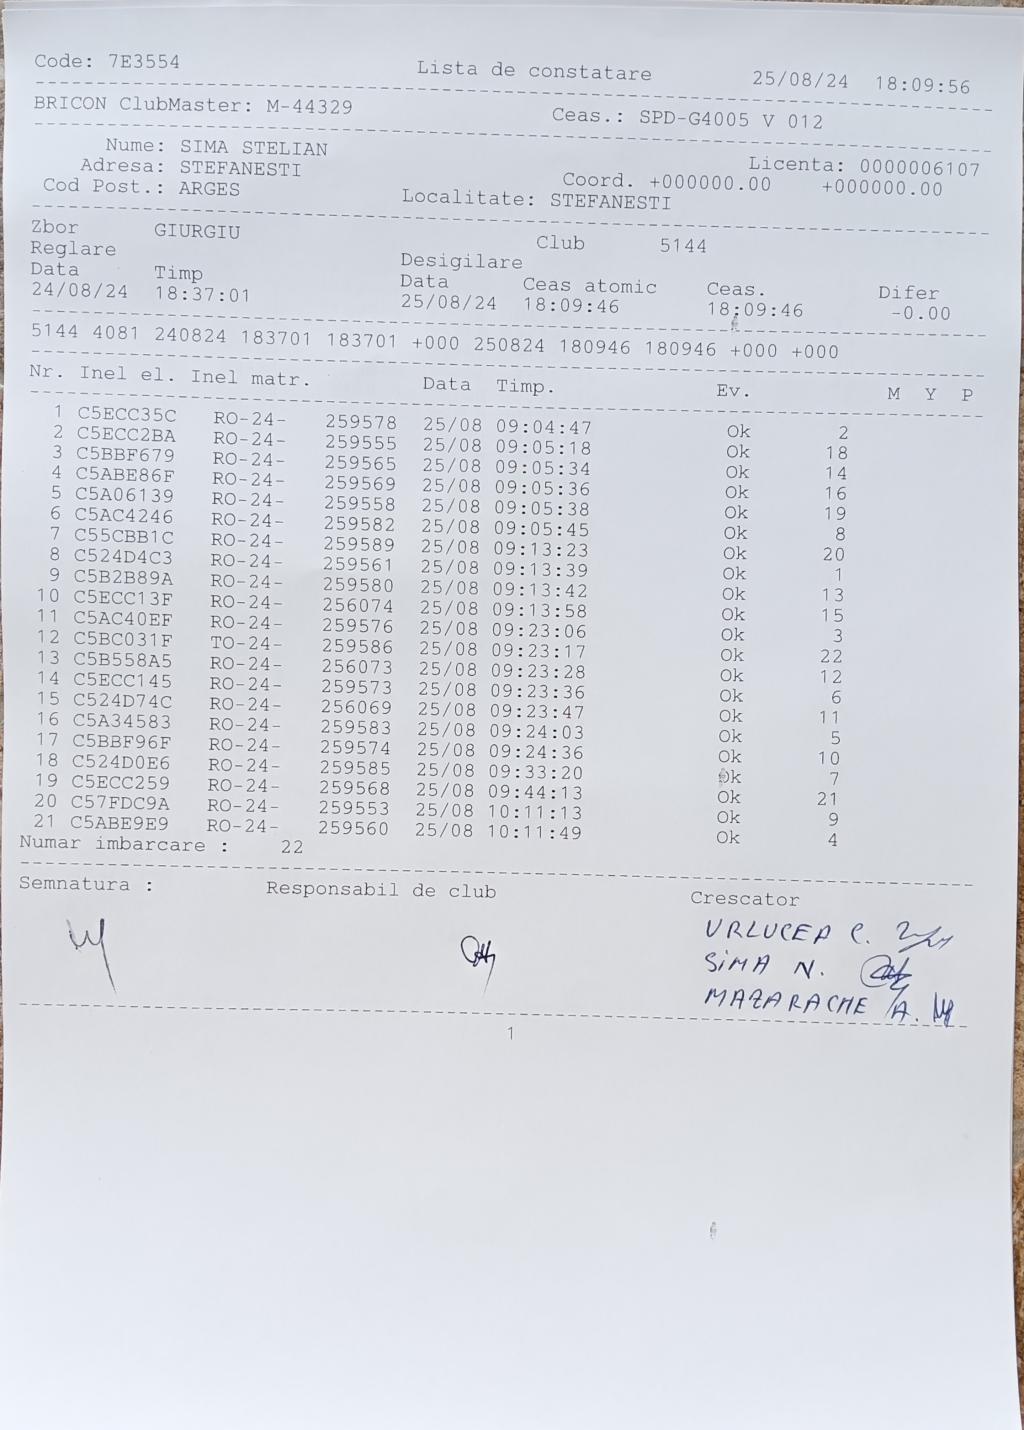 Code: 7E3554 Lista de constatare 25/08/24 18:09:56
BRICON ClubMaster: M-44329 Ceas.: SPD-G4005 V 012
Nume: SIMA STELIAN Licenta: 0000006107
Adresa: STEFANESTI Coord. +000000.00 +000000.00
Cod Post.: ARGES Localitate: STEFANESTI
Zbor GIURGIU Club 5144
Reglare Desigilare
Data Timp Data Ceas atomic Ceas. Difer
24/08/24 18:37:01 25/08/24 18:09:46 18:09:46 -0.00
5144 4081 240824 183701 183701 +000 250824 180946 180946 +000 +000
Nr. Inel el. Inel matr. Data Timp. Ev. M Y P
1 C5ECC35C RO-24- 259578 25/08 09:04:47 Ok 2
2 C5ECC2BA RO-24- 259555 25/08 09:05:18 Ok 18
3 C5BBF679 RO-24- 259565 25/08 09:05:34 Ok 14
4 C5ABE86F RO-24- 259569 25/08 09:05:36 Ok 16
5 C5A06139 RO-24- 259558 25/08 09:05:38 Ok 19
6 C5AC4246 RO-24- 259582 25/08 09:05:45 Ok 8
7 C55CBB1C RO-24- 259589 25/08 09:13:23 Ok 20
8 C524D4C3 RO-24- 259561 25/08 09:13:39 Ok 1
9 C5B2B89A RO-24- 259580 25/08 09:13:42 Ok 13
10 C5ECC13F RO-24- 256074 25/08 09:13:58 Ok 15
11 C5AC40EF RO-24- 259576 25/08 09:23:06 Ok 3
12 C5BC031F TO-24- 259586 25/08 09:23:17 Ok 22
13 C5B558A5 RO-24- 256073 25/08 09:23:28 Ok 12
14 C5ECC145 RO-24- 259573 25/08 09:23:36 Ok 6
15 C524D74C RO-24- 256069 25/08 09:23:47 Ok 11
16 C5A34583 RO-24- 259583 25/08 09:24:03 Ok 5
17 C5BBF96F RO-24- 259574 25/08 09:24:36 Ok 10
18 C524D0E6 RO-24- 259585 25/08 09:33:20 Ok 7
19 C5ECC259 RO-24- 259568 25/08 09:44:13 Ok 21
20 C57FDC9A RO-24- 259553 25/08 10:11:13 Ok 9
21 C5ABE9E9 RO-24- 259560 25/08 10:11:49 Ok 4
Numar imbarcare : 22
Semnatura : Responsabil de club Crescator
SIMA N.
MAZARACHE A.
1